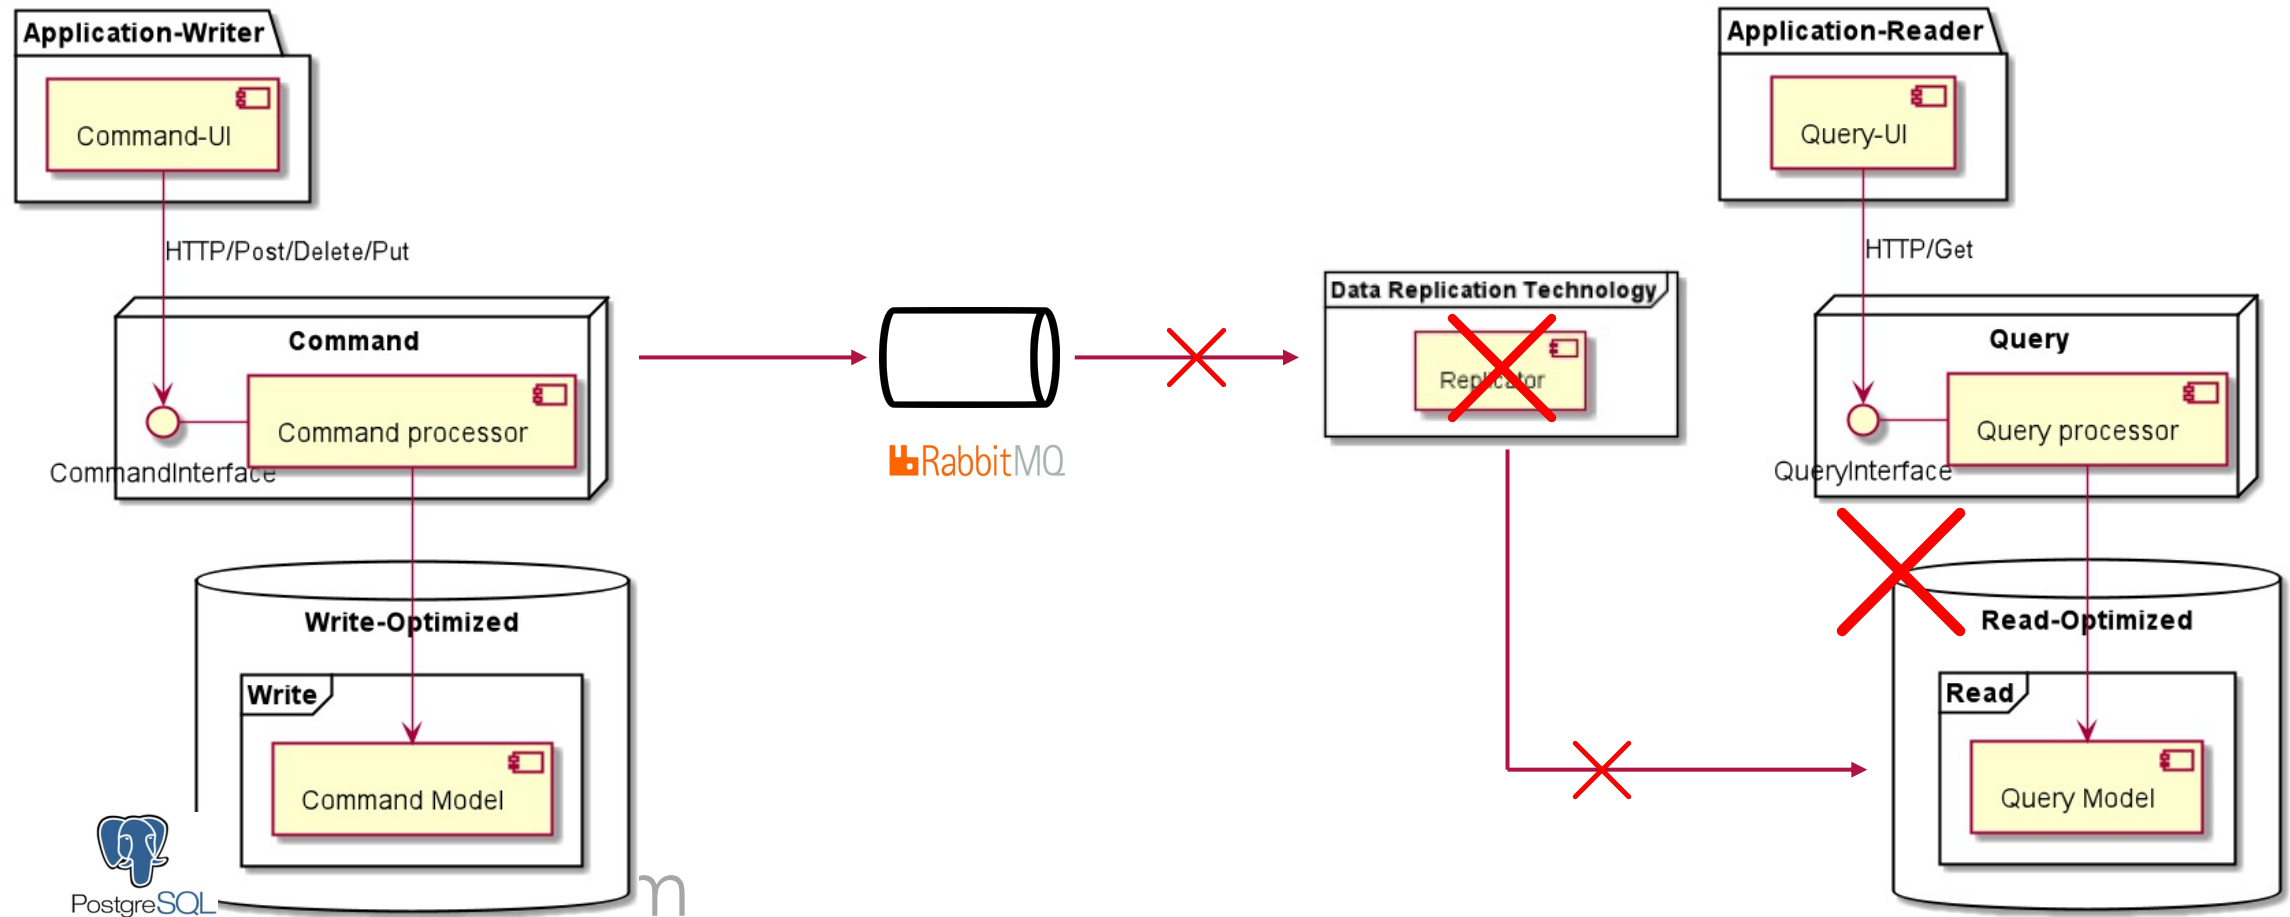 Application-Writer
Command-UI
HTTP/Post/Delete/Put
Command
Command processor
CommandInterface
Write-Optimized
Write
Command Model
PostgreSQL
m
RabbitMQ
Data Replication Technology
Replicator
Application-Reader
Query-UI
HTTP/Get
Query
Query processor
QueryInterface
Read-Optimized
Read
Query Model